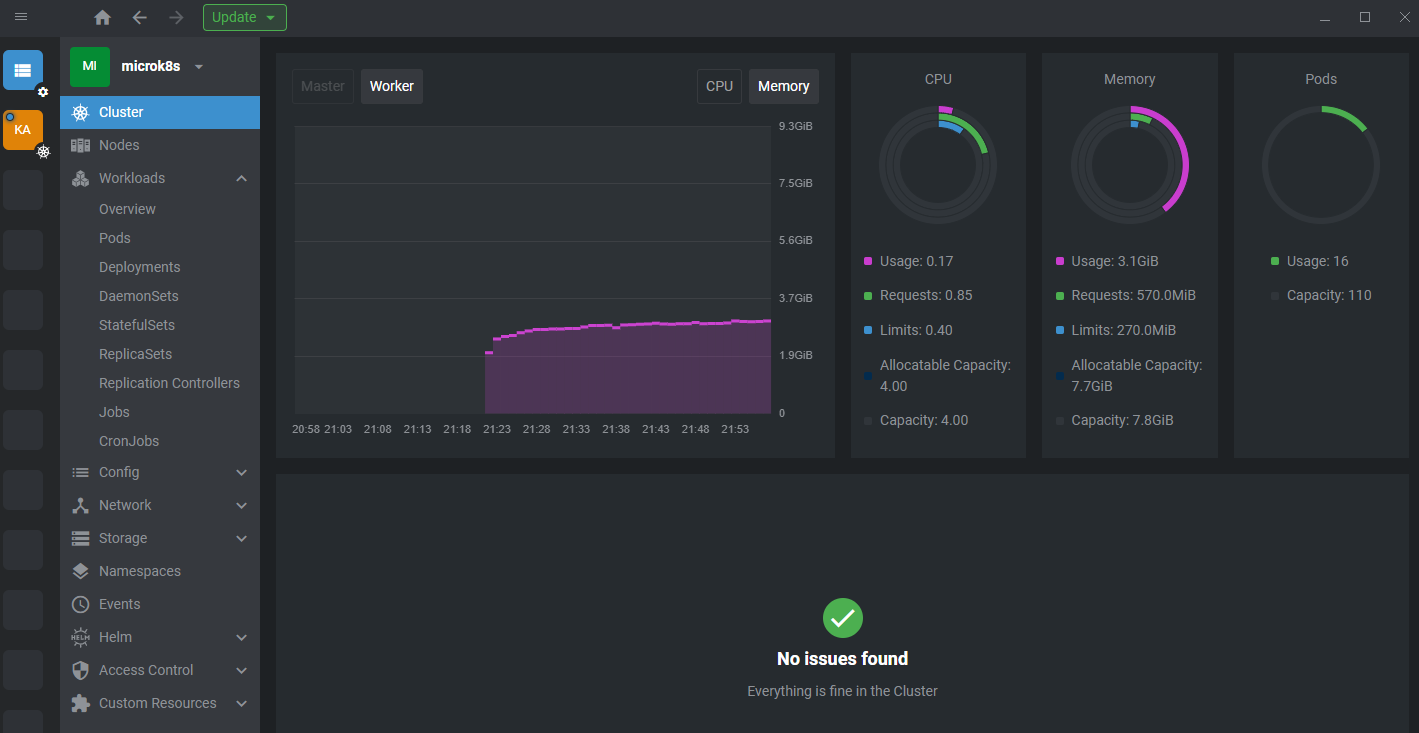 Update
MI
microk8s
KA
Cluster
Nodes
Workloads
Overview
Pods
Deployments
DaemonSets
StatefulSets
ReplicaSets
Replication Controllers
Jobs
CronJobs
Config
Network
Storage
Namespaces
Events
HELM
Helm
Access Control
Custom Resources
Master Worker CPU Memory
9.3GiB
7.5GiB
5.6GiB
3.7GiB
1.9GiB
0
20:58 21:03 21:08 21:13 21:18 21:23 21:28 21:33 21:38 21:43 21:48 21:53
CPU
Usage: 0.17
Requests: 0.85
Limits: 0.40
Allocatable Capacity:
4.00
Capacity: 4.00
Memory
Usage: 3.1GiB
Requests: 570.0MiB
Limits: 270.0MiB
Allocatable Capacity:
7.7GiB
Capacity: 7.8GiB
Pods
Usage: 16
Capacity: 110
No issues found
Everything is fine in the Cluster